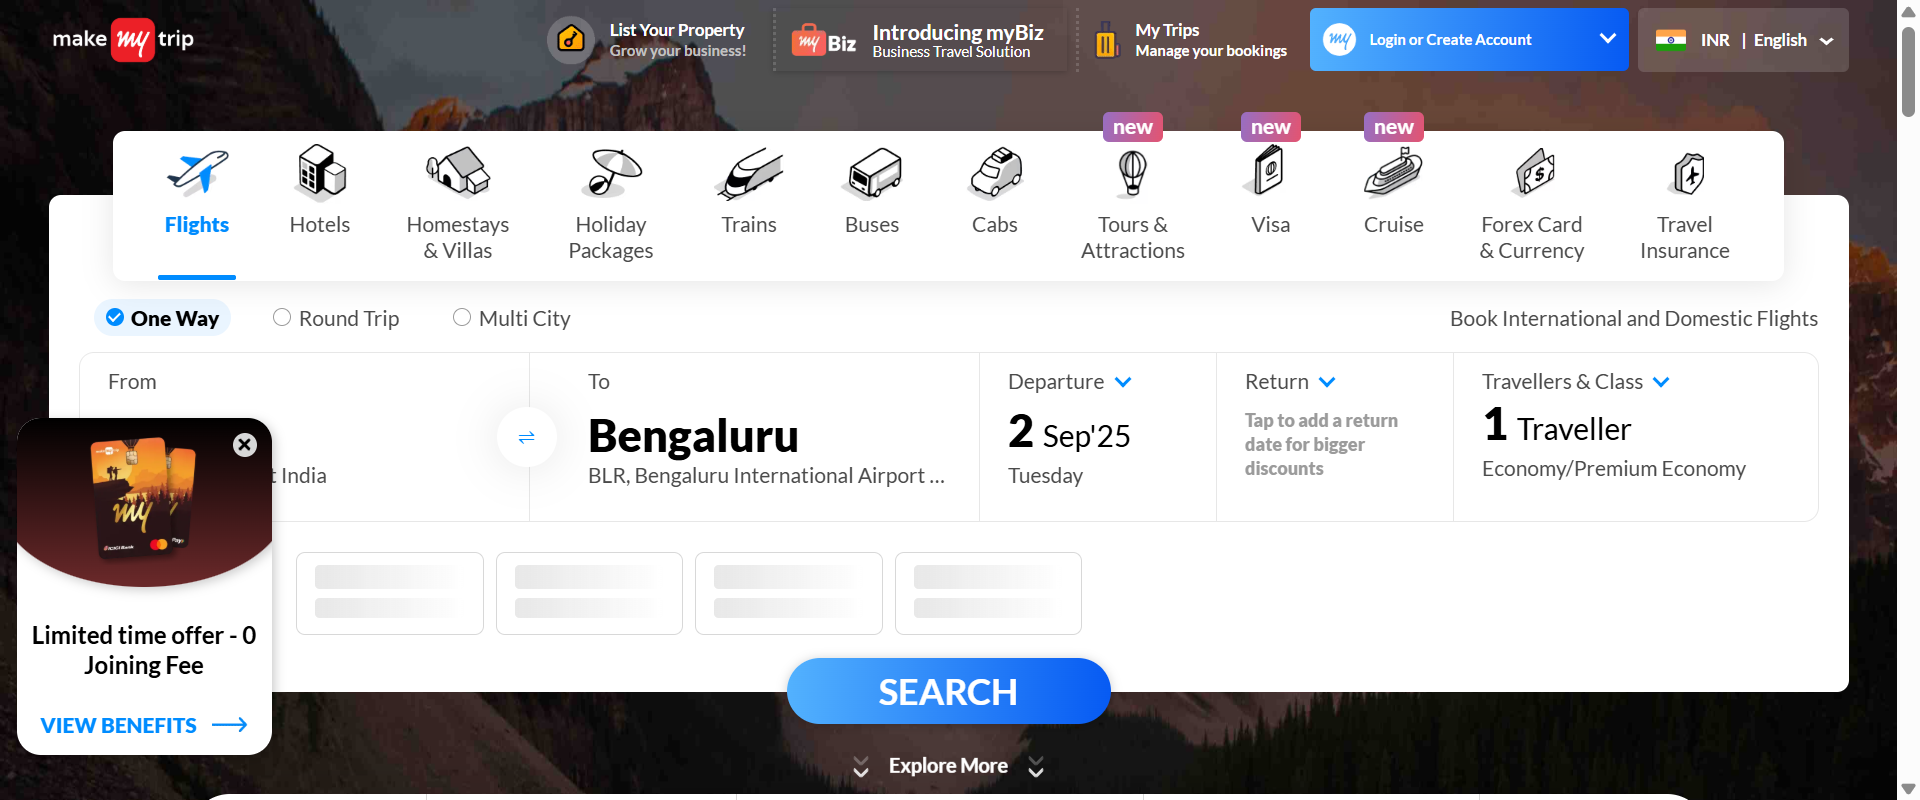 make my trip
List Your Property
Grow your business!
my Biz
Introducing myBiz
Business Travel Solution
My Trips
Manage your bookings
my Login or Create Account
INR | English
new
new
new
Flights
Hotels
Homestays
& Villas
Holiday
Packages
Trains
Buses
Cabs
Tours &
Attractions
Visa
Cruise
Forex Card
& Currency
Travel
Insurance
One Way
Round Trip
Multi City
Book International and Domestic Flights
From
t India
To
Bengaluru
BLR, Bengaluru International Airport ...
Departure
2 Sep'25
Tuesday
Return
Tap to add a return
date for bigger
discounts
Travellers & Class
1 Traveller
Economy/Premium Economy
my
ICICI Bank
Limited time offer - 0
Joining Fee
VIEW BENEFITS
SEARCH
Explore More